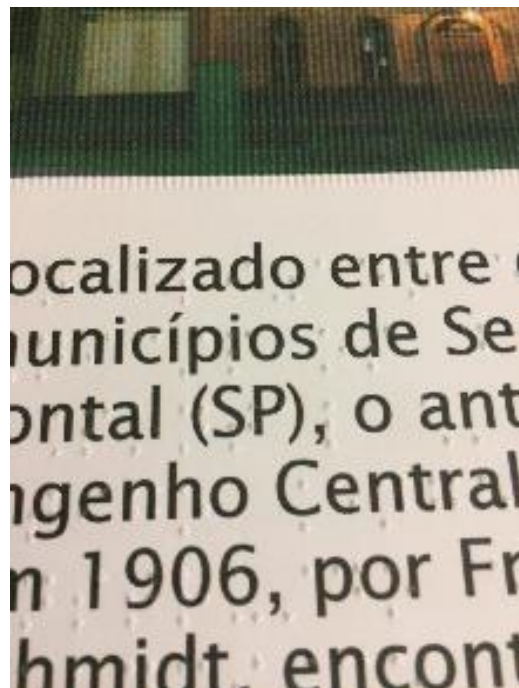 ocalizado entre
unicípios de Se
ontal (SP), o ant
ngenho Central
m 1906, por Fr
hmidt, encont